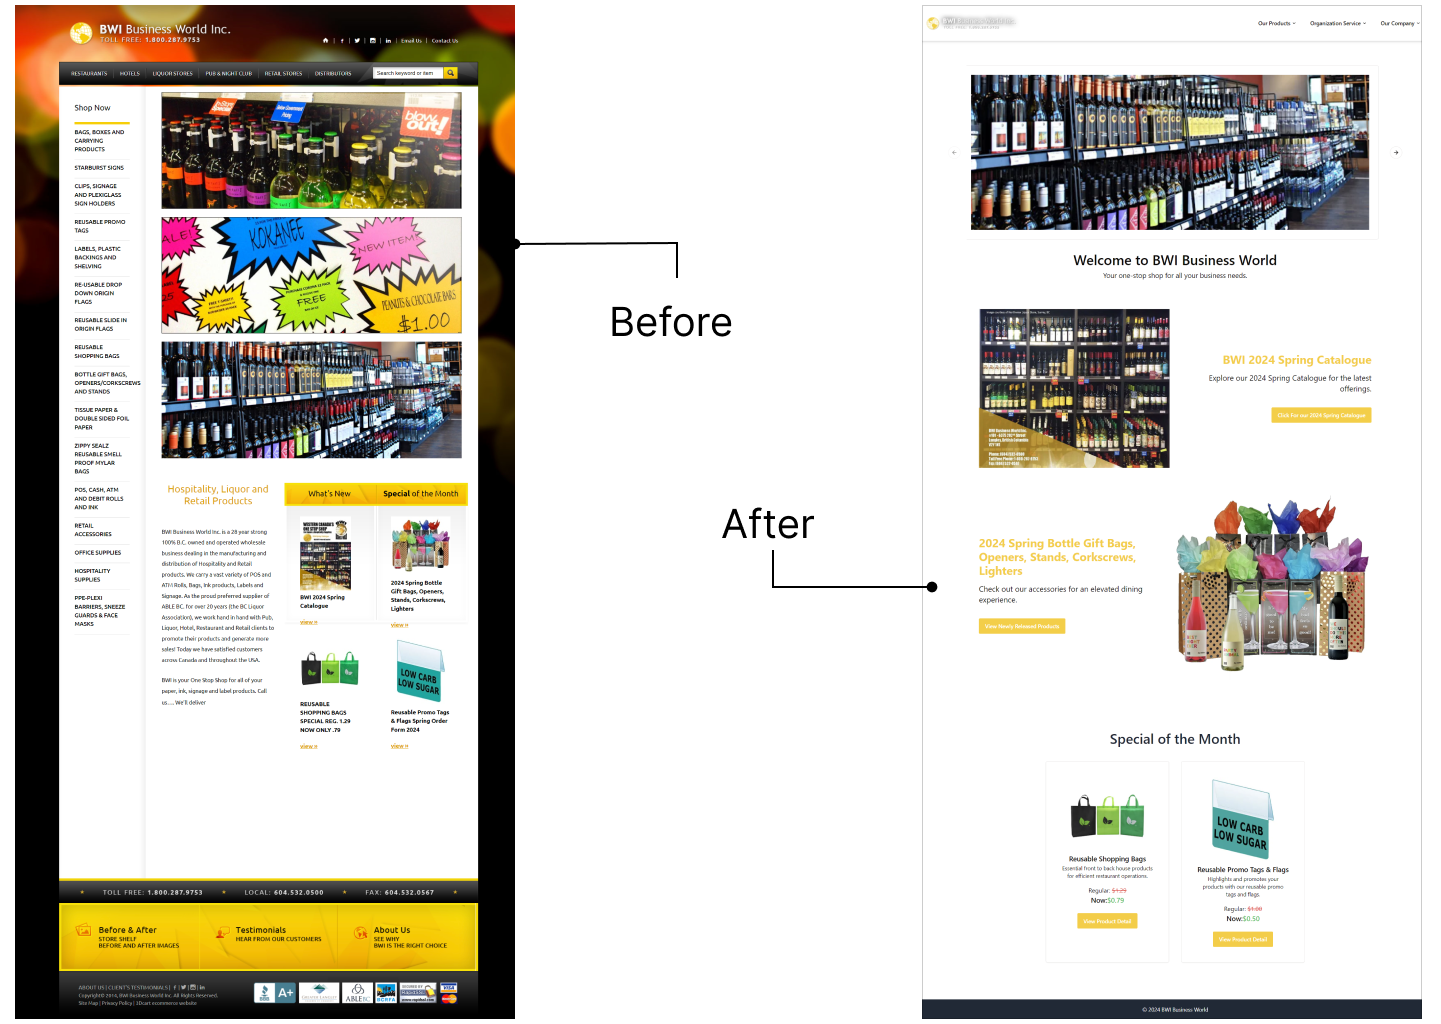 BWI Business World Inc.
TOLL FREE: 1.800.287.9753
Email Us | Contact Us
RESTAURANTS HOTELS LIQUOR STORES PUB & NIGHT CLUB RETAIL STORES DISTRIBUTORS
Search keyword or item
Shop Now
BAGS, BOXES AND
CARRYING
PRODUCTS
STARBURST SIGNS
CLIPS, SIGNAGE
AND PLEXIGLASS
SIGN HOLDERS
REUSABLE PROMO
TAGS
LABELS, PLASTIC
BACKINGS AND
SHELVING
RE-USABLE DROP
DOWN ORIGIN
FLAGS
REUSABLE SLIDE IN
ORIGIN FLAGS
REUSABLE
SHOPPING BAGS
BOTTLE GIFT BAGS,
OPENERS/CORKSCREWS
AND STANDS
TISSUE PAPER &
DOUBLE SIDED FOIL
PAPER
ZIPPY SEALZ
REUSABLE SMELL
PROOF MYLAR
BAGS
POS, CASH, ATM
AND DEBIT ROLLS
AND INK
RETAIL
ACCESSORIES
OFFICE SUPPLIES
HOSPITALITY
SUPPLIES
PPE-PLEXI
BARRIERS, SNEEZE
GUARDS & FACE
MASKS
blow
out!
SALE!
KOKANEE
NEW ITEM
FREE
PEANUTS & CHOCOLATE BARS
$1.00
Hospitality, Liquor and
Retail Products
BWI Business World Inc. is a 28 year strong
100% B.C. owned and operated wholesale
business dealing in the manufacturing and
distribution of Hospitality and Retail
products. We carry a vast variety of POS and
ATM Rolls, Bags, Ink products, Labels and
Signage. As the proud preferred supplier of
ABLE BC. for over 20 years (the BC Liquor
Association), we work hand in hand with Pub,
Liquor, Hotel, Restaurant and Retail clients to
promote their products and generate more
sales! Today we have satisfied customers
across Canada and throughout the USA.
BWI is your One Stop Shop for all of your
paper, ink, signage and label products. Call
us.... We'll deliver
What's New
Special of the Month
BWI 2024 Spring
Catalogue
view »
2024 Spring Bottle
Gift Bags, Openers,
Stands, Corkscrews,
Lighters
view »
REUSABLE
SHOPPING BAGS
SPECIAL REG. 1.29
NOW ONLY .79
view »
LOW CARB
LOW SUGAR
Reusable Promo Tags
& Flags Spring Order
Form 2024
view »
TOLL FREE: 1.800.287.9753 LOCAL: 604.532.0500 FAX: 604.532.0567
Before & After
STORE SHELF
BEFORE AND AFTER IMAGES
Testimonials
HEAR FROM OUR CUSTOMERS
About Us
SEE WHY
BWI IS THE RIGHT CHOICE
ABOUT US | CLIENT'S TESTIMONIALS |
Copyright© 2014, BWI Business World Inc. All Rights Reserved.
Site Map | Privacy Policy | 3Dcart ecommerce website
BBB A+
ABLE BC
VISA
Before
After
BWI Business World Inc.
Our Products Organization Service Our Company
Welcome to BWI Business World
Your one-stop shop for all your business needs.
BWI 2024 Spring Catalogue
Explore our 2024 Spring Catalogue for the latest
offerings.
Click For our 2024 Spring Catalogue
2024 Spring Bottle Gift Bags,
Openers, Stands, Corkscrews,
Lighters
Check out our accessories for an elevated dining
experience.
View Newly Released Products
Special of the Month
Reusable Shopping Bags
Essential front to back house products
for efficient restaurant operations.
Regular: $1.29
Now:$0.79
View Product Detail
LOW CARB
LOW SUGAR
Reusable Promo Tags & Flags
Highlights and promotes your
products with our reusable promo
tags and flags.
Regular: $1.00
Now:$0.50
View Product Detail
© 2024 BWI Business World